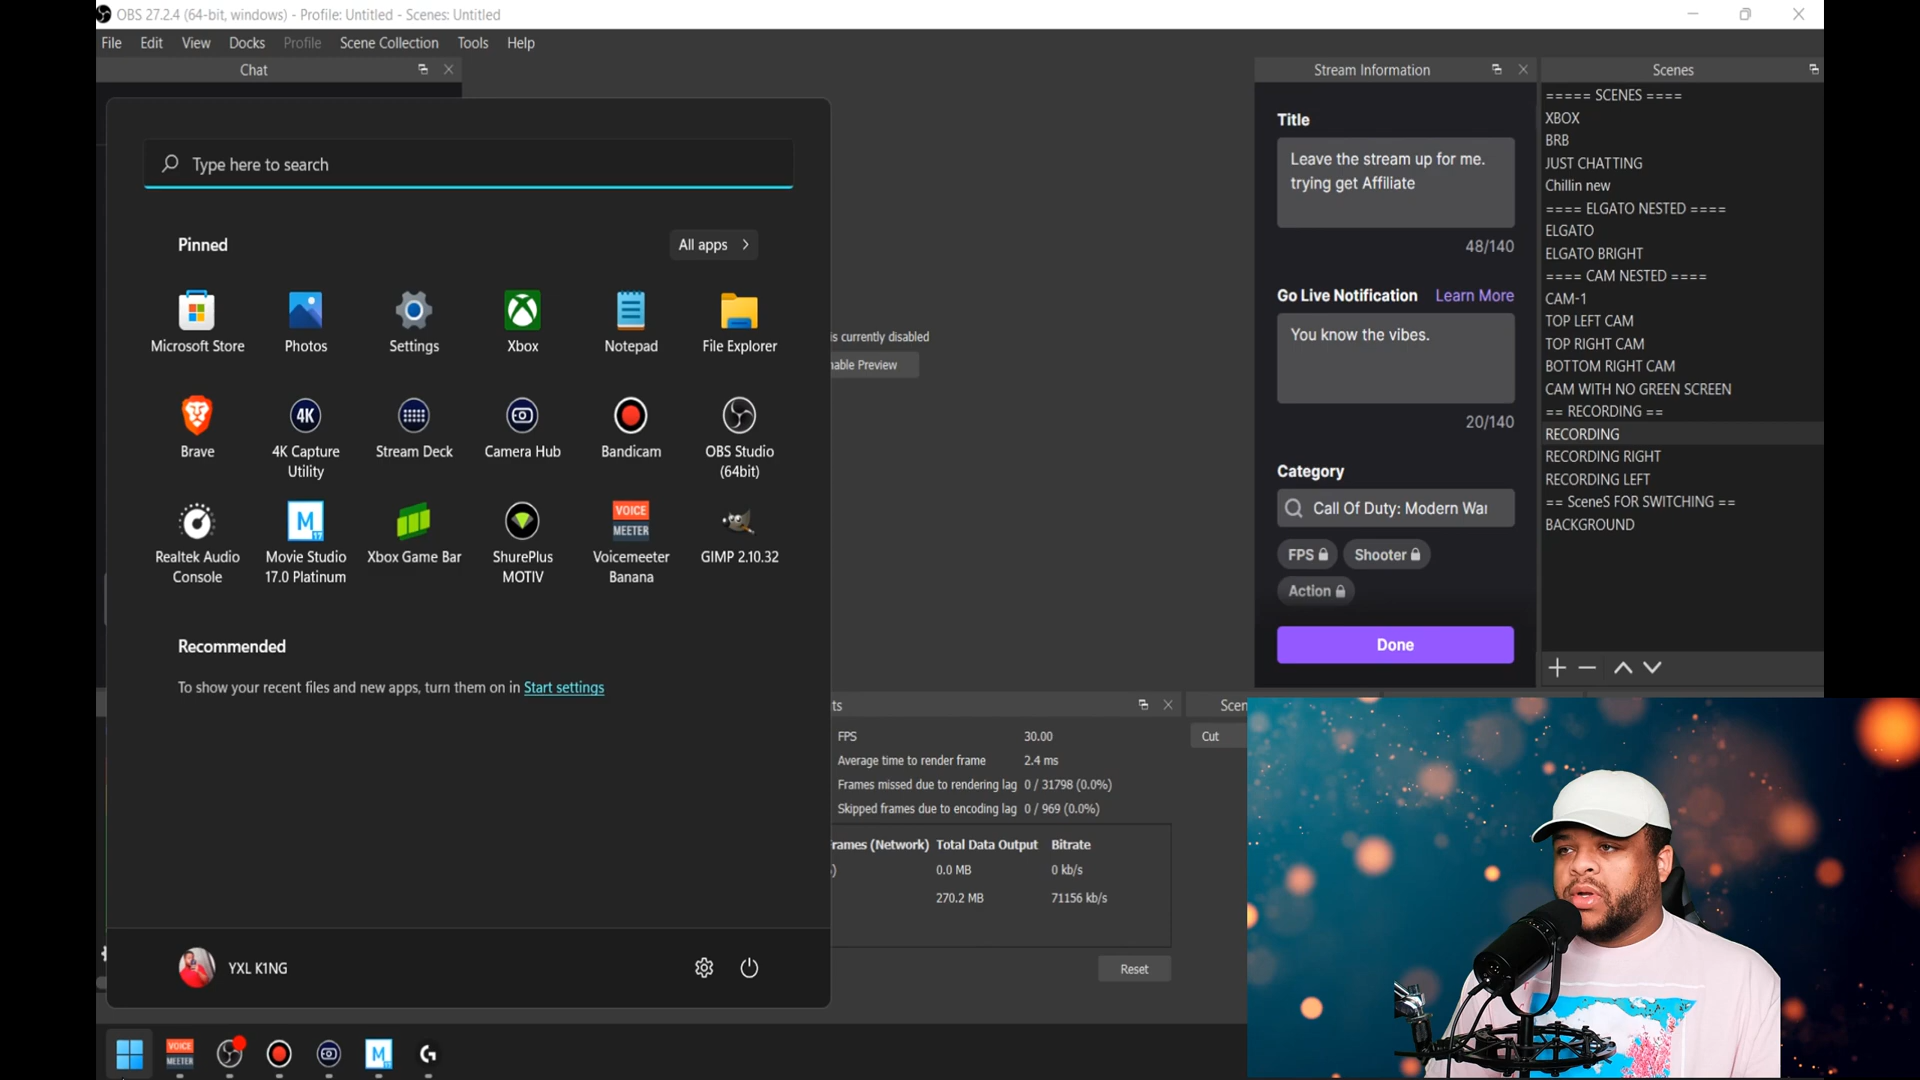 OBS 27.2.4 (64-bit, windows) - Profile: Untitled - Scenes: Untitled
File Edit View Docks Profile Scene Collection Tools Help
Chat
Type here to search
Pinned
All apps
Microsoft Store
Photos
Settings
Xbox
Notepad
File Explorer
Brave
4K
4K Capture
Utility
Stream Deck
Camera Hub
Bandicam
OBS Studio
(64bit)
Realtek Audio
Console
M
17
Movie Studio
17.0 Platinum
Xbox Game Bar
ShurePlus
MOTIV
VOICE
MEETER
Voicemeeter
Banana
GIMP 2.10.32
Recommended
To show your recent files and new apps, turn them on in Start settings
YXL K1NG
is currently disabled
nable Preview
Stream Information
Title
Leave the stream up for me.
trying get Affiliate
48/140
Go Live Notification Learn More
You know the vibes.
20/140
Category
Call Of Duty: Modern Wa
FPS
Shooter
Action
Done
Scenes
===== SCENES ====
XBOX
BRB
JUST CHATTING
Chillin new
==== ELGATO NESTED ====
ELGATO
ELGATO BRIGHT
==== CAM NESTED ====
CAM-1
TOP LEFT CAM
TOP RIGHT CAM
BOTTOM RIGHT CAM
CAM WITH NO GREEN SCREEN
== RECORDING ==
RECORDING
RECORDING RIGHT
RECORDING LEFT
== SceneS FOR SWITCHING ==
BACKGROUND
ts
FPS 30.00
Average time to render frame 2.4 ms
Frames missed due to rendering lag 0 / 31798 (0.0%)
Skipped frames due to encoding lag 0 / 969 (0.0%)
rames (Network) Total Data Output Bitrate
) 0.0 MB 0 kb/s
270.2 MB 71156 kb/s
Reset
Scen
Cut
VOICE
MEETER
M
17